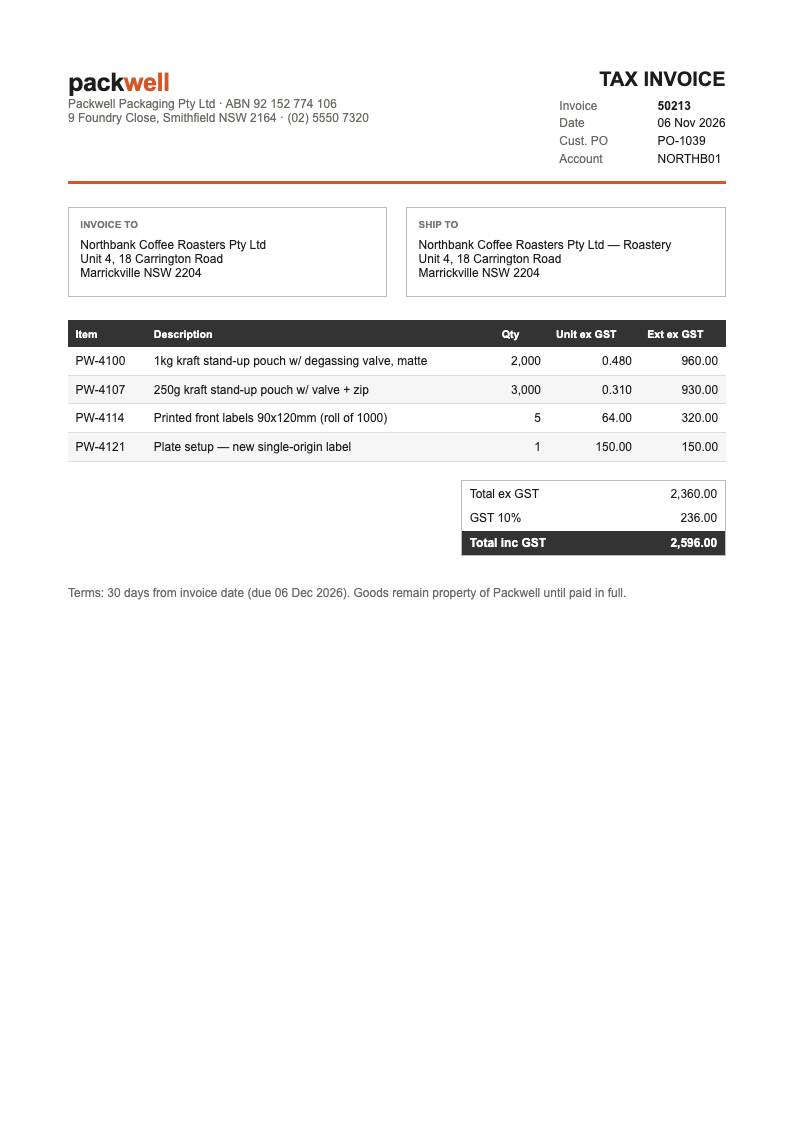 packwell
Packwell Packaging Pty Ltd · ABN 92 152 774 106
9 Foundry Close, Smithfield NSW 2164 · (02) 5550 7320
TAX INVOICE
Invoice 50213
Date 06 Nov 2026
Cust. PO PO-1039
Account NORTHB01
INVOICE TO
Northbank Coffee Roasters Pty Ltd
Unit 4, 18 Carrington Road
Marrickville NSW 2204
SHIP TO
Northbank Coffee Roasters Pty Ltd — Roastery
Unit 4, 18 Carrington Road
Marrickville NSW 2204
Item Description Qty Unit ex GST Ext ex GST
PW-4100 1kg kraft stand-up pouch w/ degassing valve, matte 2,000 0.480 960.00
PW-4107 250g kraft stand-up pouch w/ valve + zip 3,000 0.310 930.00
PW-4114 Printed front labels 90x120mm (roll of 1000) 5 64.00 320.00
PW-4121 Plate setup — new single-origin label 1 150.00 150.00
Total ex GST 2,360.00
GST 10% 236.00
Total inc GST 2,596.00
Terms: 30 days from invoice date (due 06 Dec 2026). Goods remain property of Packwell until paid in full.